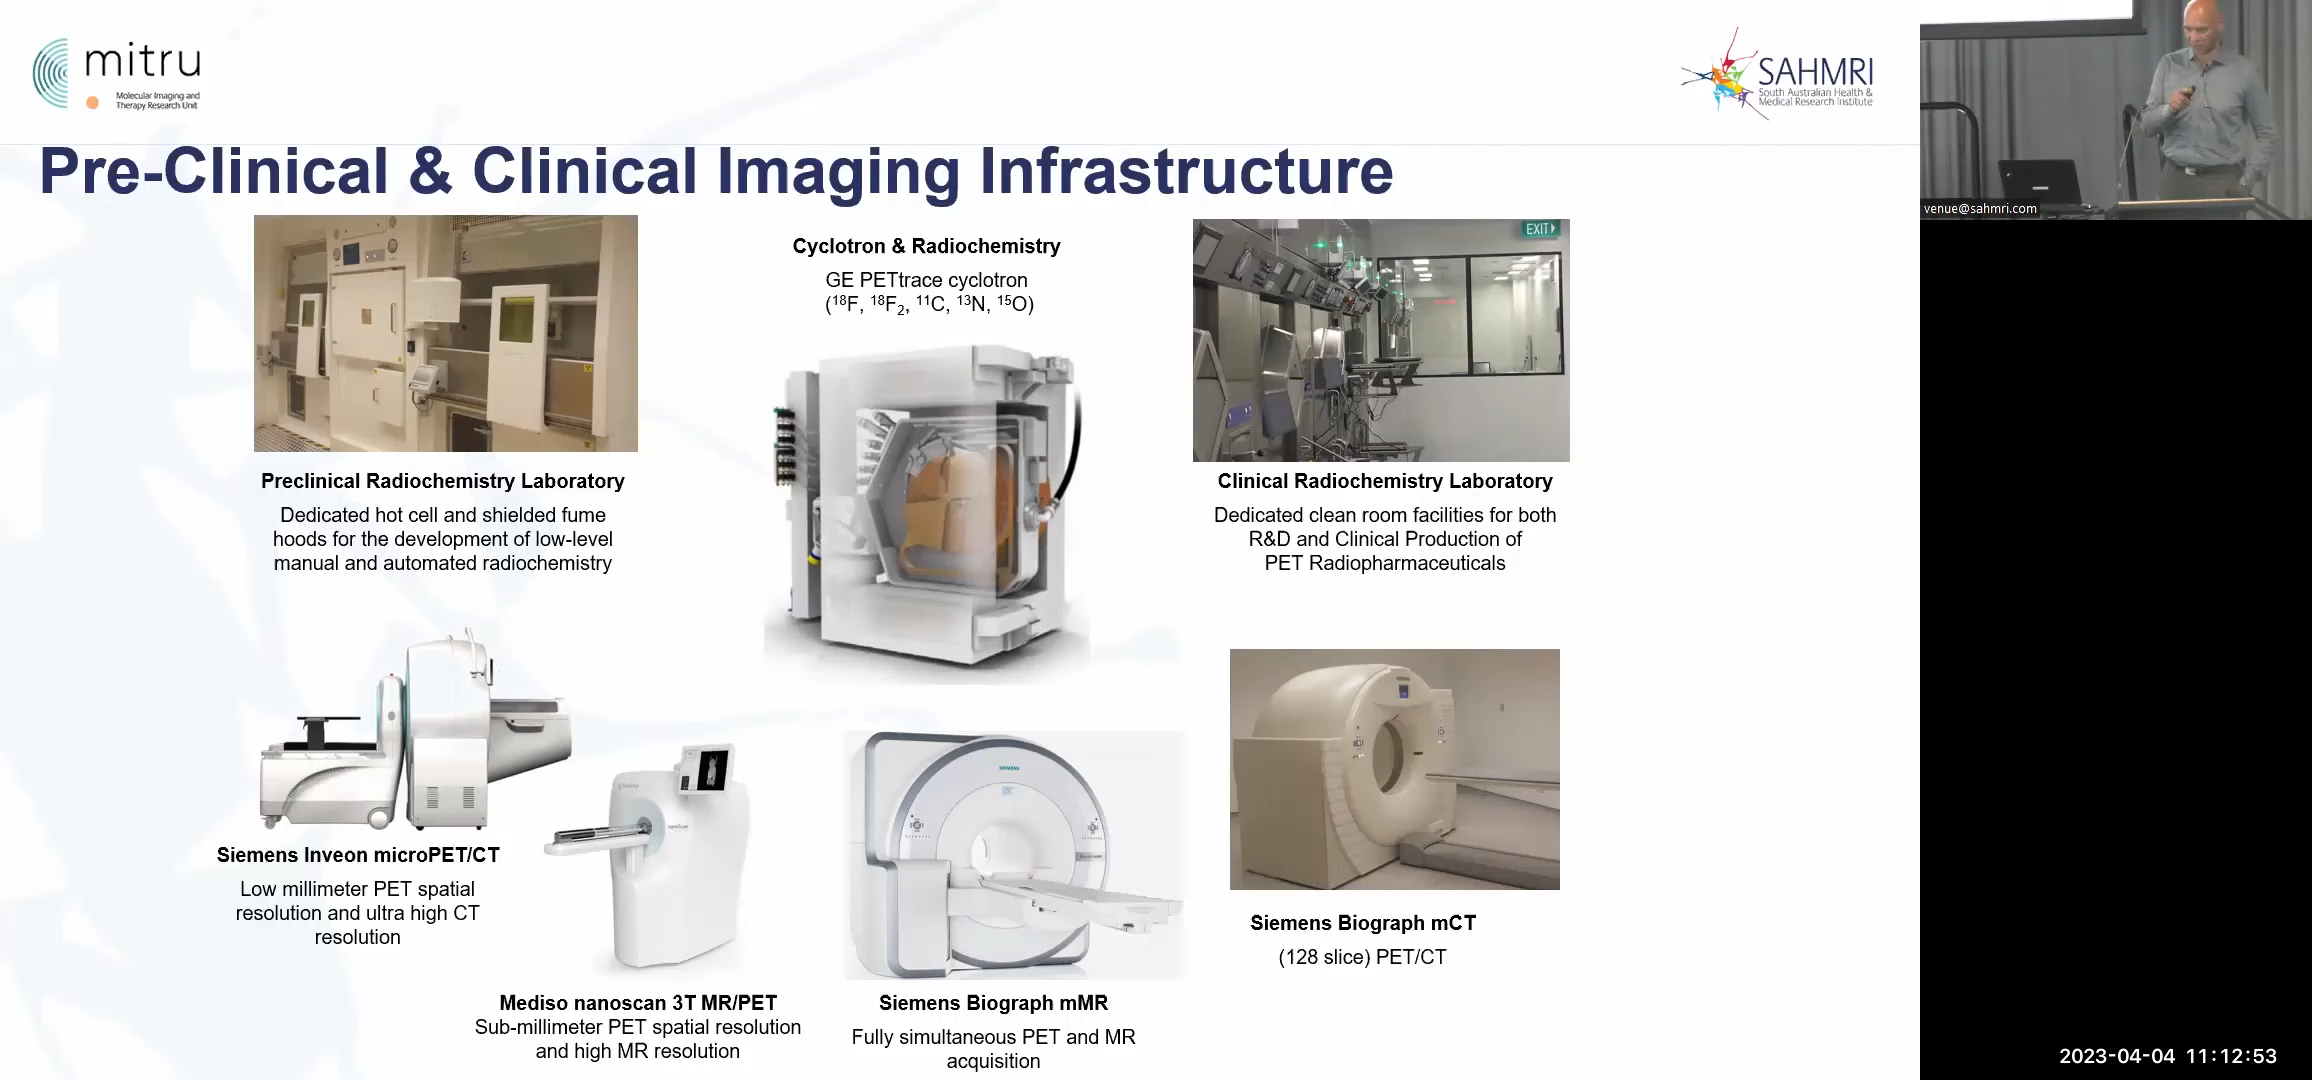 mitru
Molecular Imaging and
Therapy Research Unit
SAHMRI
South Australian Health &
Medical Research Institute
venue@sahmri.com
Pre-Clinical & Clinical Imaging Infrastructure
Cyclotron & Radiochemistry
GE PETtrace cyclotron
(¹⁸F, ¹⁸F₂, ¹¹C, ¹³N, ¹⁵O)
EXIT
Preclinical Radiochemistry Laboratory
Dedicated hot cell and shielded fume
hoods for the development of low-level
manual and automated radiochemistry
Clinical Radiochemistry Laboratory
Dedicated clean room facilities for both
R&D and Clinical Production of
PET Radiopharmaceuticals
SIEMENS
nanoScan
Siemens Inveon microPET/CT
Low millimeter PET spatial
resolution and ultra high CT
resolution
Mediso nanoscan 3T MR/PET
Sub-millimeter PET spatial resolution
and high MR resolution
Siemens Biograph mMR
Fully simultaneous PET and MR
acquisition
Siemens Biograph mCT
(128 slice) PET/CT
2023-04-04 11:12:53